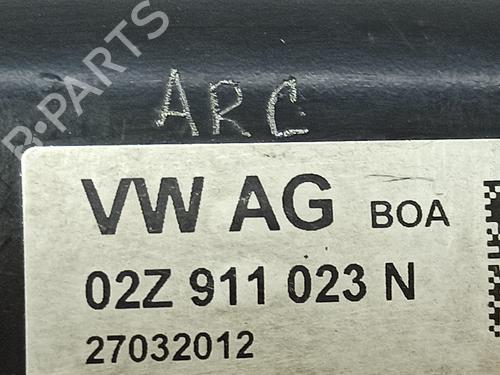 B-PARTS
ARC
VW AG BOA
02Z 911 023 N
27032012